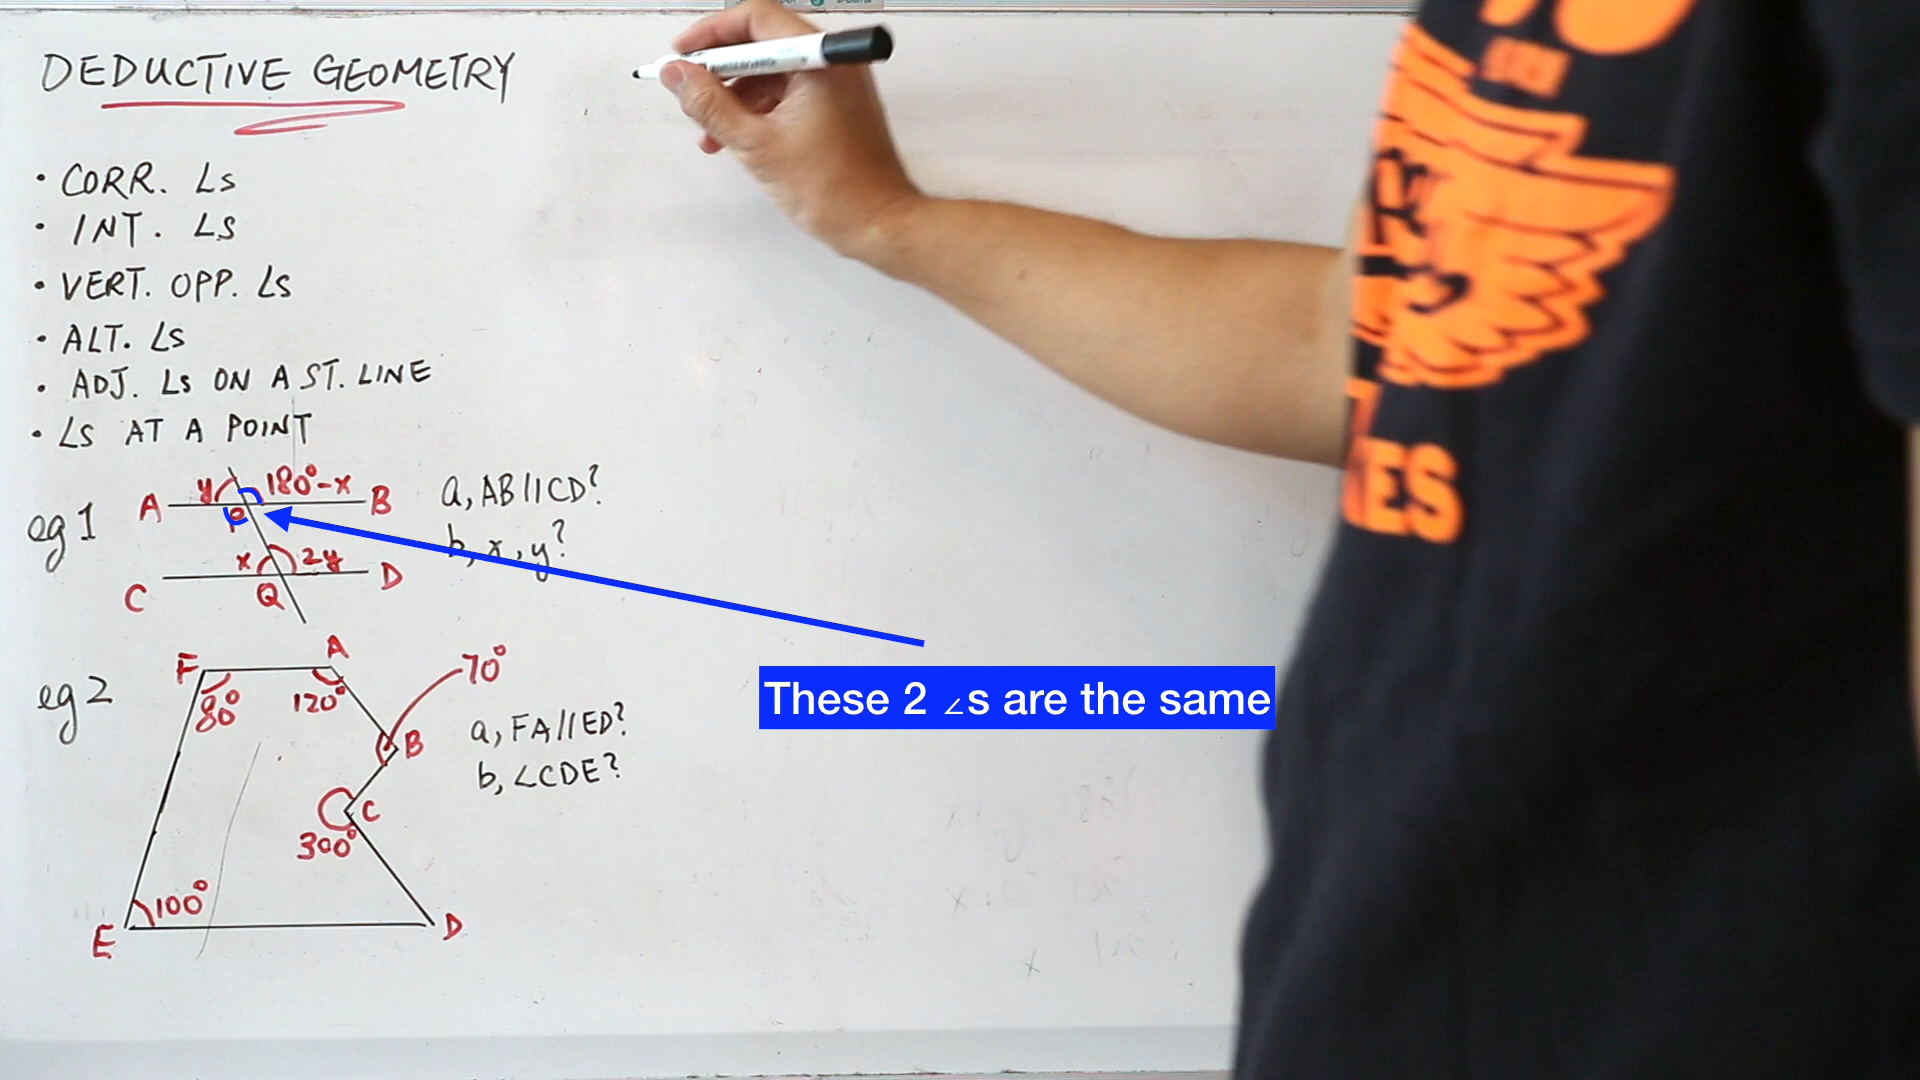 DEDUCTIVE GEOMETRY
• CORR. ∠s
• INT. ∠s
• VERT. OPP. ∠s
• ALT. ∠s
• ADJ. ∠s ON A ST. LINE
• ∠s AT A POINT
eg 1
y 180°-x
A B
P
x 2y
C D
Q
a, AB//CD?
b, x, y?
These 2 ∠s are the same
eg 2
F A
80° 120° 70°
B
C
300°
100°
E D
a, FA//ED?
b, ∠CDE?
ES